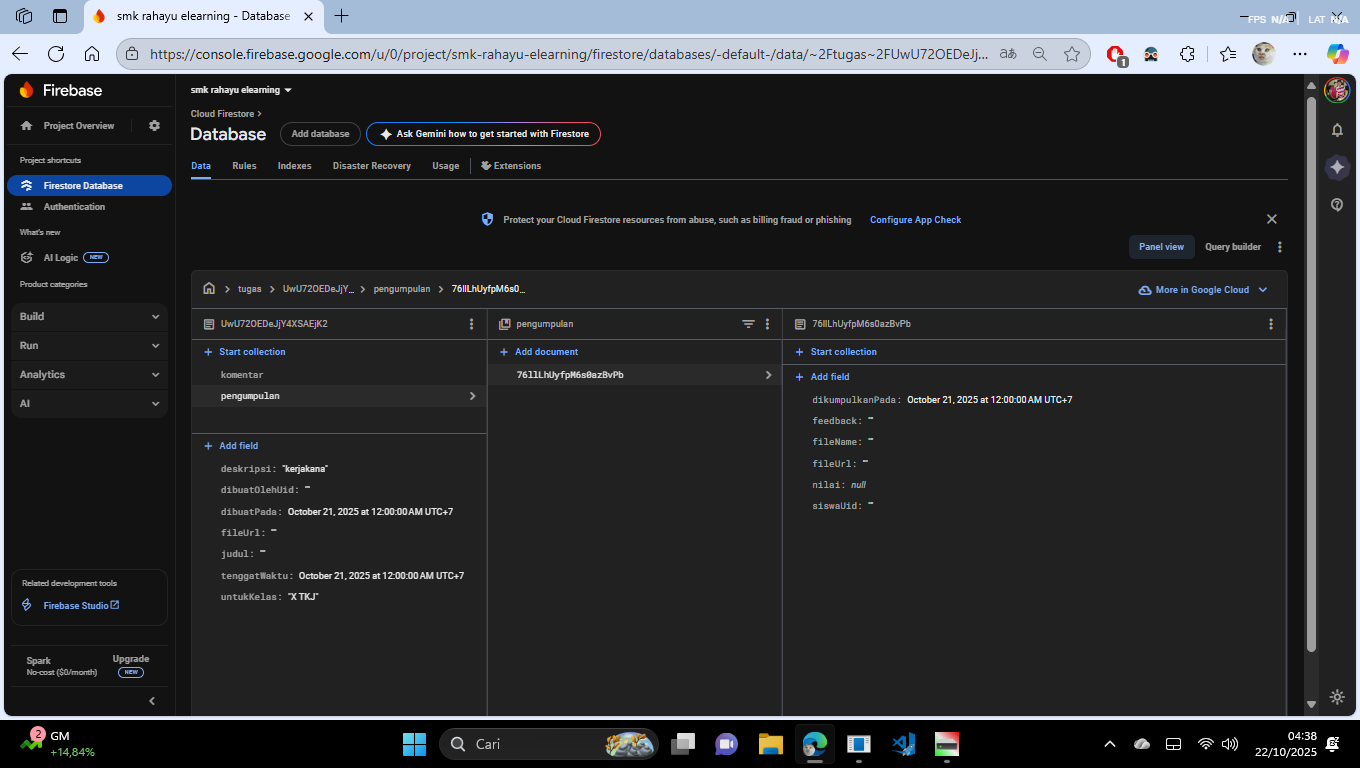 smk rahayu elearning - Database
FPS N/A LAT N/A
https://console.firebase.google.com/u/0/project/smk-rahayu-elearning/firestore/databases/-default-/data/~2Ftugas~2FUwU72OEDeJj...
1
Firebase
Project Overview
Project shortcuts
Firestore Database
Authentication
What's new
AI Logic NEW
Product categories
Build
Run
Analytics
AI
Related development tools
Firebase Studio
Spark
No-cost ($0/month)
Upgrade
NEW
smk rahayu elearning
Cloud Firestore
Database
Add database
Ask Gemini how to get started with Firestore
Data Rules Indexes Disaster Recovery Usage Extensions
Protect your Cloud Firestore resources from abuse, such as billing fraud or phishing Configure App Check
Panel view Query builder
tugas > UwU72OEDeJjY... > pengumpulan > 76llLhUyfpM6s0...
More in Google Cloud
UwU72OEDeJjY4XSAEjK2
+ Start collection
komentar
pengumpulan
+ Add field
deskripsi: "kerjakana"
dibuatOlehUid: ""
dibuatPada: October 21, 2025 at 12:00:00 AM UTC+7
fileUrl: ""
judul: ""
tenggatWaktu: October 21, 2025 at 12:00:00 AM UTC+7
untukKelas: "X TKJ"
pengumpulan
+ Add document
76llLhUyfpM6s0azBvPb
76llLhUyfpM6s0azBvPb
+ Start collection
+ Add field
dikumpulkanPada: October 21, 2025 at 12:00:00 AM UTC+7
feedback: ""
fileName: ""
fileUrl: ""
nilai: null
siswaUid: ""
2
GM
+14,84%
Cari
04:38
22/10/2025